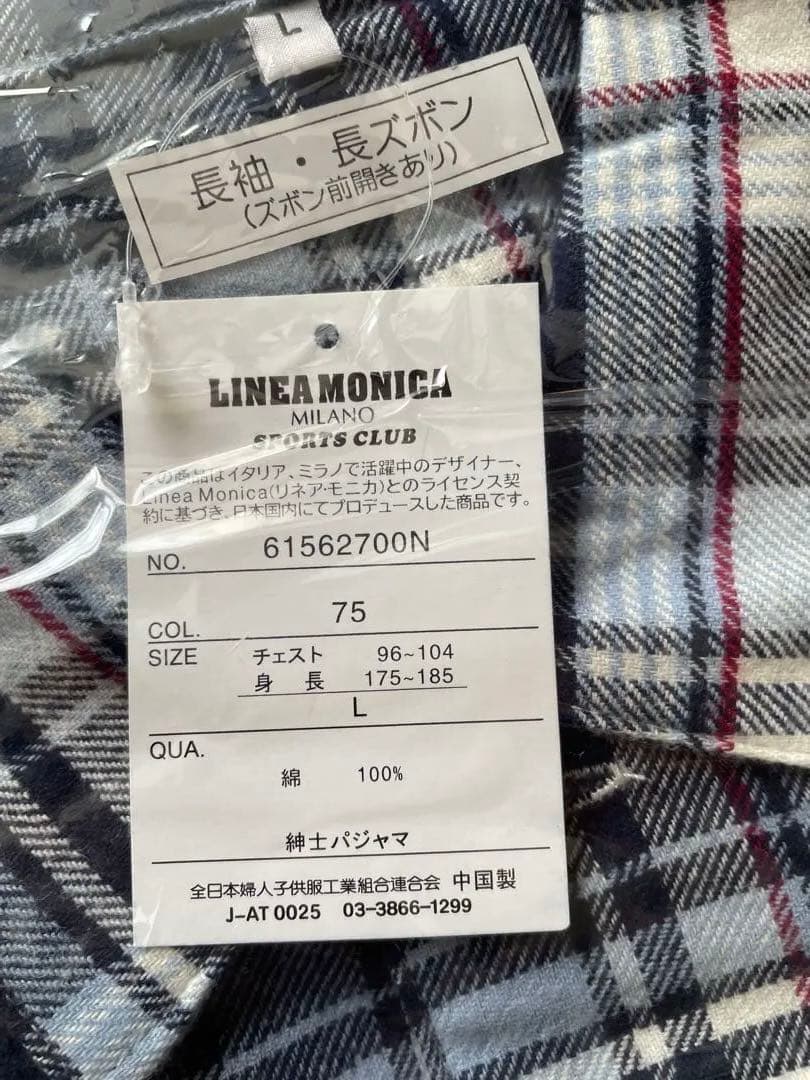 L
長袖・長ズボン
(ズボン前開きあり)
LINEA MONICA
MILANO
SPORTS CLUB
この商品はイタリア、ミラノで活躍中のデザイナー、
Linea Monica(リネア・モニカ)とのライセンス契
約に基づき、日本国内にてプロデュースした商品です。
NO. 61562700N
COL. 75
SIZE チェスト 96~104
身長 175~185
L
QUA.
綿 100%
紳士パジャマ
全日本婦人子供服工業組合連合会 中国製
J-AT 0025 03-3866-1299